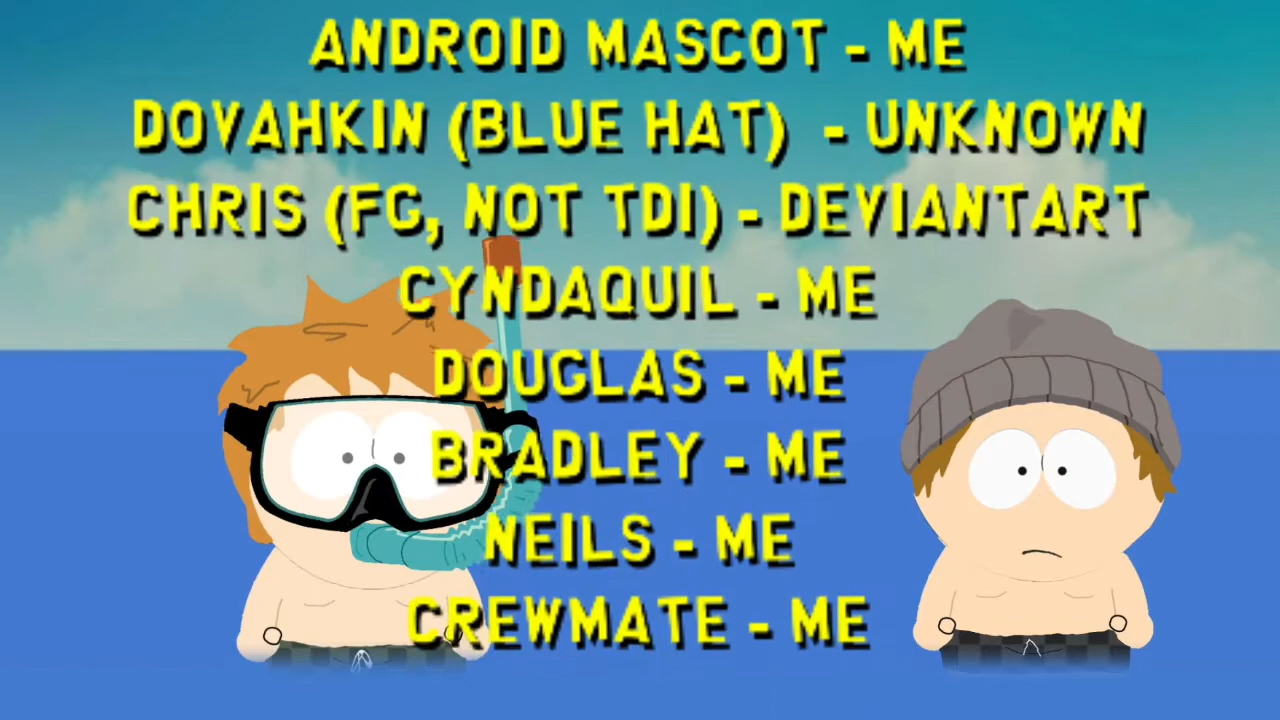 ANDROID MASCOT - ME
DOVAHKIN (BLUE HAT) - UNKNOWN
CHRIS (FG, NOT TDI) - DEVIANTART
CYNDAQUIL - ME
DOUGLAS - ME
BRADLEY - ME
NEILS - ME
CREWMATE - ME